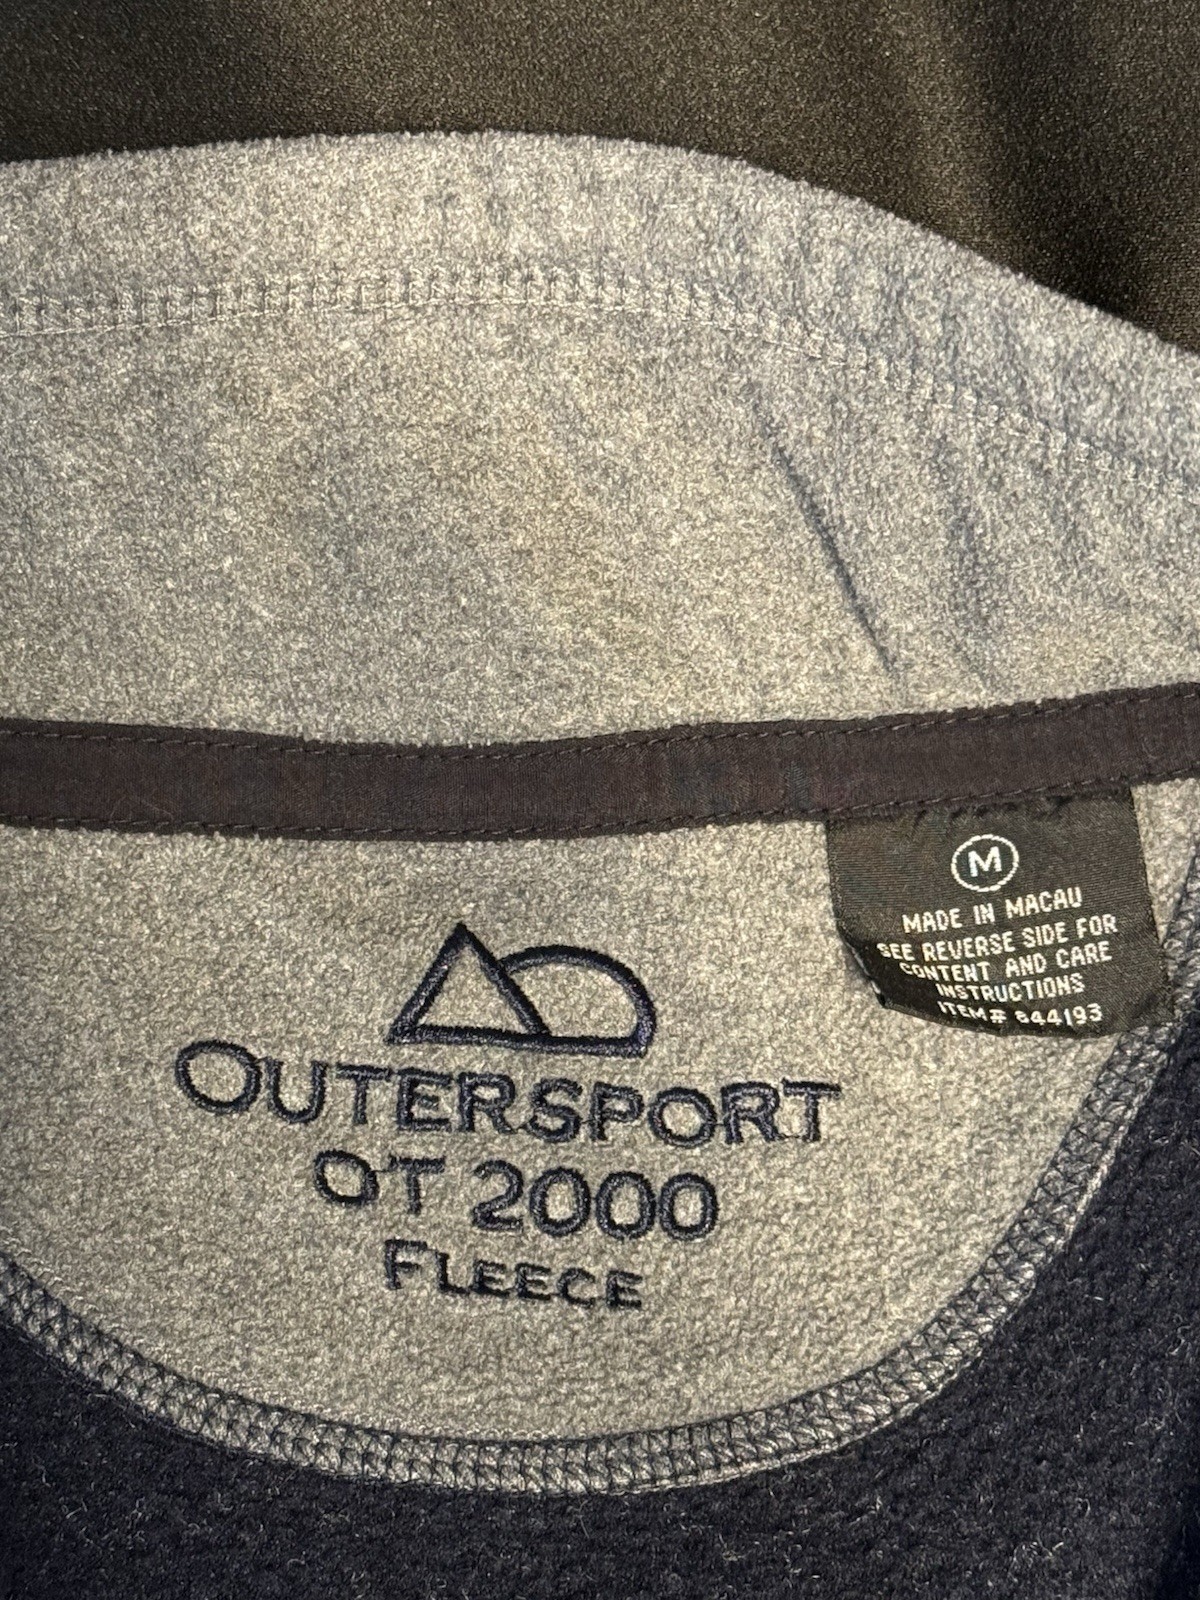 M
MADE IN MACAU
SEE REVERSE SIDE FOR
CONTENT AND CARE
INSTRUCTIONS
ITEM# 844193
OUTERSPORT
OT 2000
FLEECE